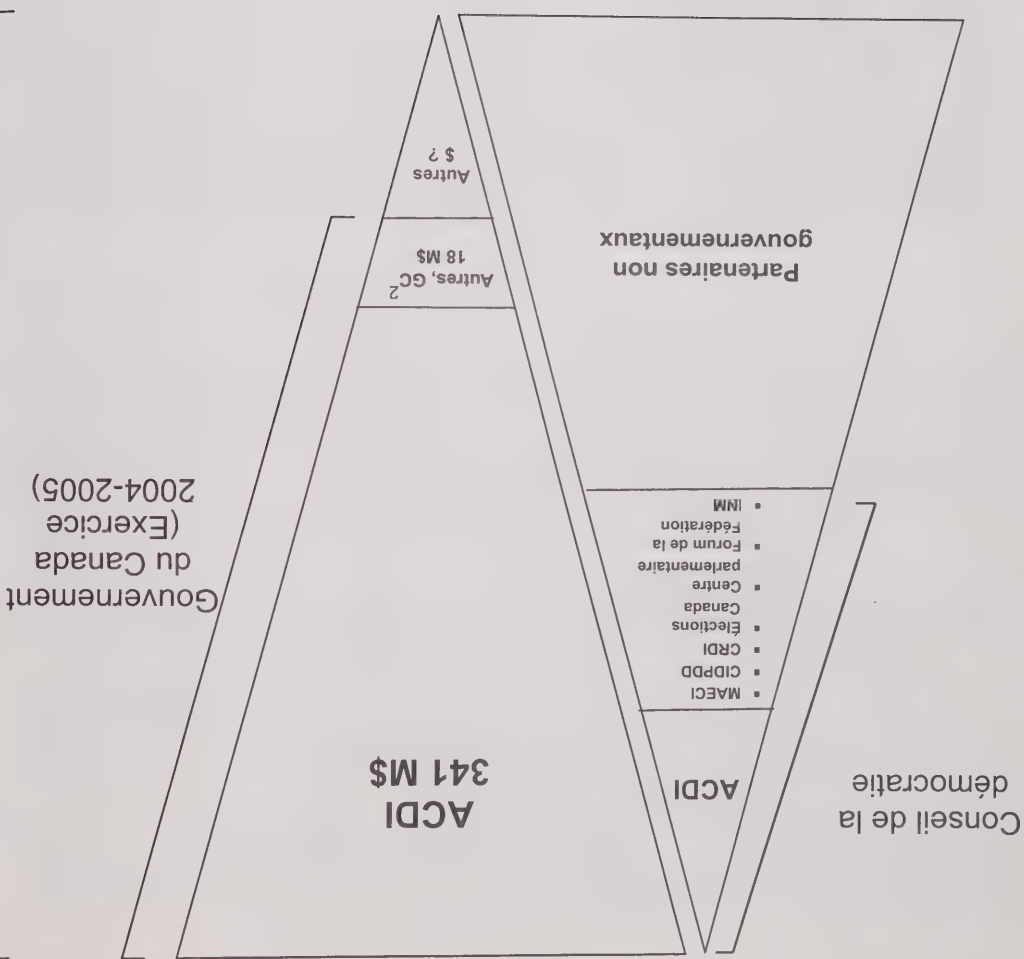 Conseil de la
démocratie
ACDI
▪ MAECI
▪ CIDPDD
▪ CRDI
▪ Élections
Canada
▪ Centre
parlementaire
▪ Forum de la
Fédération
▪ INM
Partenaires non
gouvernementaux
ACDI
341 M$
Autres, GC²
18 M$
Autres
$ ?
Gouvernement
du Canada
(Exercice
2004-2005)